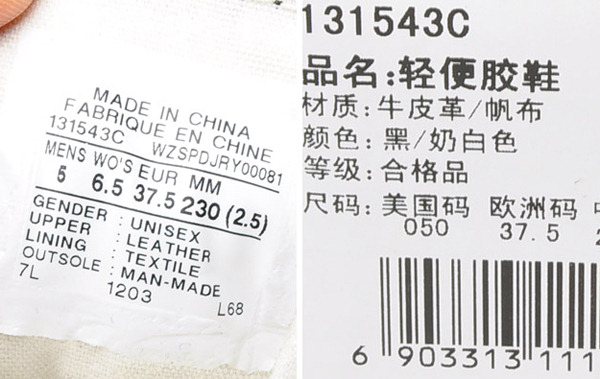 MADE IN CHINA
FABRIQUE EN CHINE
131543C WZSPDJRY00081
MENS WO'S EUR MM
5 6.5 37.5 230 (2.5)
GENDER : UNISEX
UPPER : LEATHER
LINING : TEXTILE
OUTSOLE : MAN-MADE
7L 1203 L68
131543C
品名:轻便胶鞋
材质:牛皮革/帆布
颜色:黑/奶白色
等级:合格品
尺码:美国码 欧洲码
050 37.5
6 903313 111